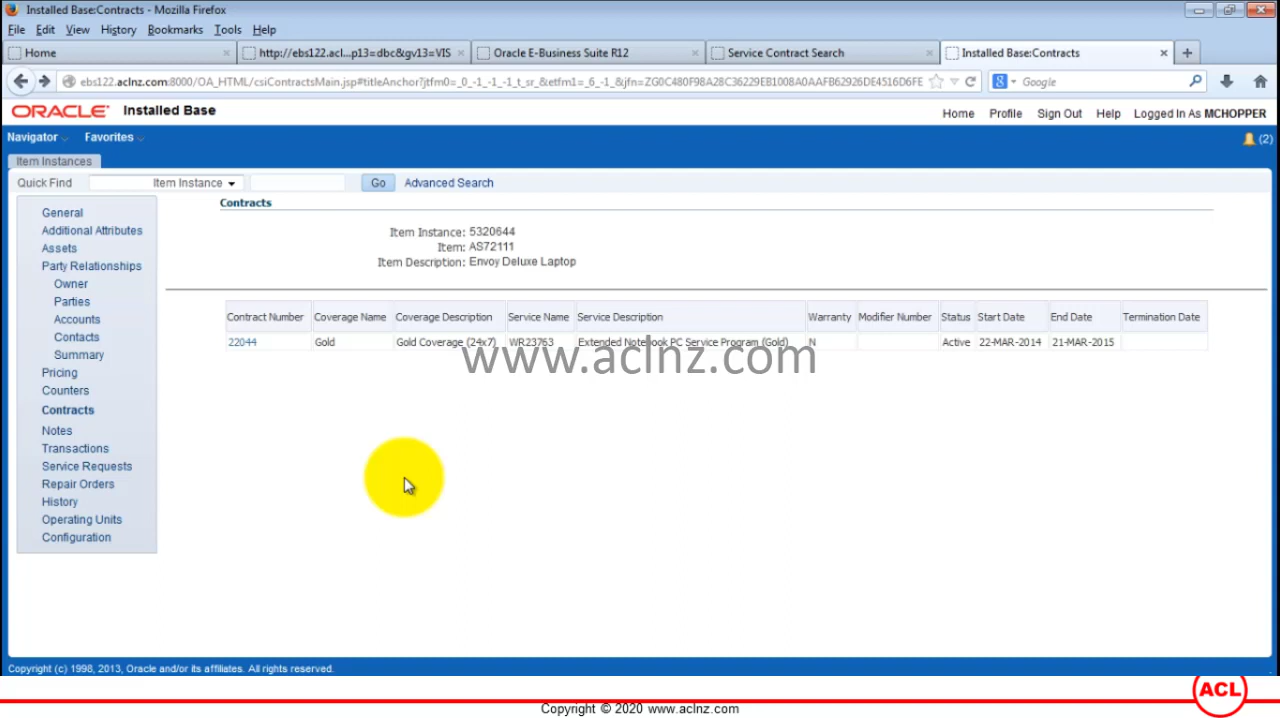 Installed Base:Contracts - Mozilla Firefox
File Edit View History Bookmarks Tools Help
Home http://ebs122.acl...p13=dbc&gv13=VIS Oracle E-Business Suite R12 Service Contract Search Installed Base:Contracts
ebs122.aclnz.com:8000/OA_HTML/csiContractsMain.jsp#titleAnchor?jtfm0=_0_-1_-1_-1_t_sr_&etfm1=_6_-1_&jfn=ZG0C480F98A28C36229EB1008A0AAFB62926DE4516D6FE Google
ORACLE Installed Base Home Profile Sign Out Help Logged In As MCHOPPER
Navigator Favorites (2)
Item Instances
Quick Find Item Instance Go Advanced Search
General
Additional Attributes
Assets
Party Relationships
Owner
Parties
Accounts
Contacts
Summary
Pricing
Counters
Contracts
Notes
Transactions
Service Requests
Repair Orders
History
Operating Units
Configuration
Contracts
Item Instance: 5320644
Item: AS72111
Item Description: Envoy Deluxe Laptop
Contract Number Coverage Name Coverage Description Service Name Service Description Warranty Modifier Number Status Start Date End Date Termination Date
22044 Gold Gold Coverage (24x7) WR23763 Extended Notebook PC Service Program (Gold) N Active 22-MAR-2014 21-MAR-2015
www.aclnz.com
Copyright (c) 1998, 2013, Oracle and/or its affiliates. All rights reserved.
ACL
Copyright © 2020 www.aclnz.com